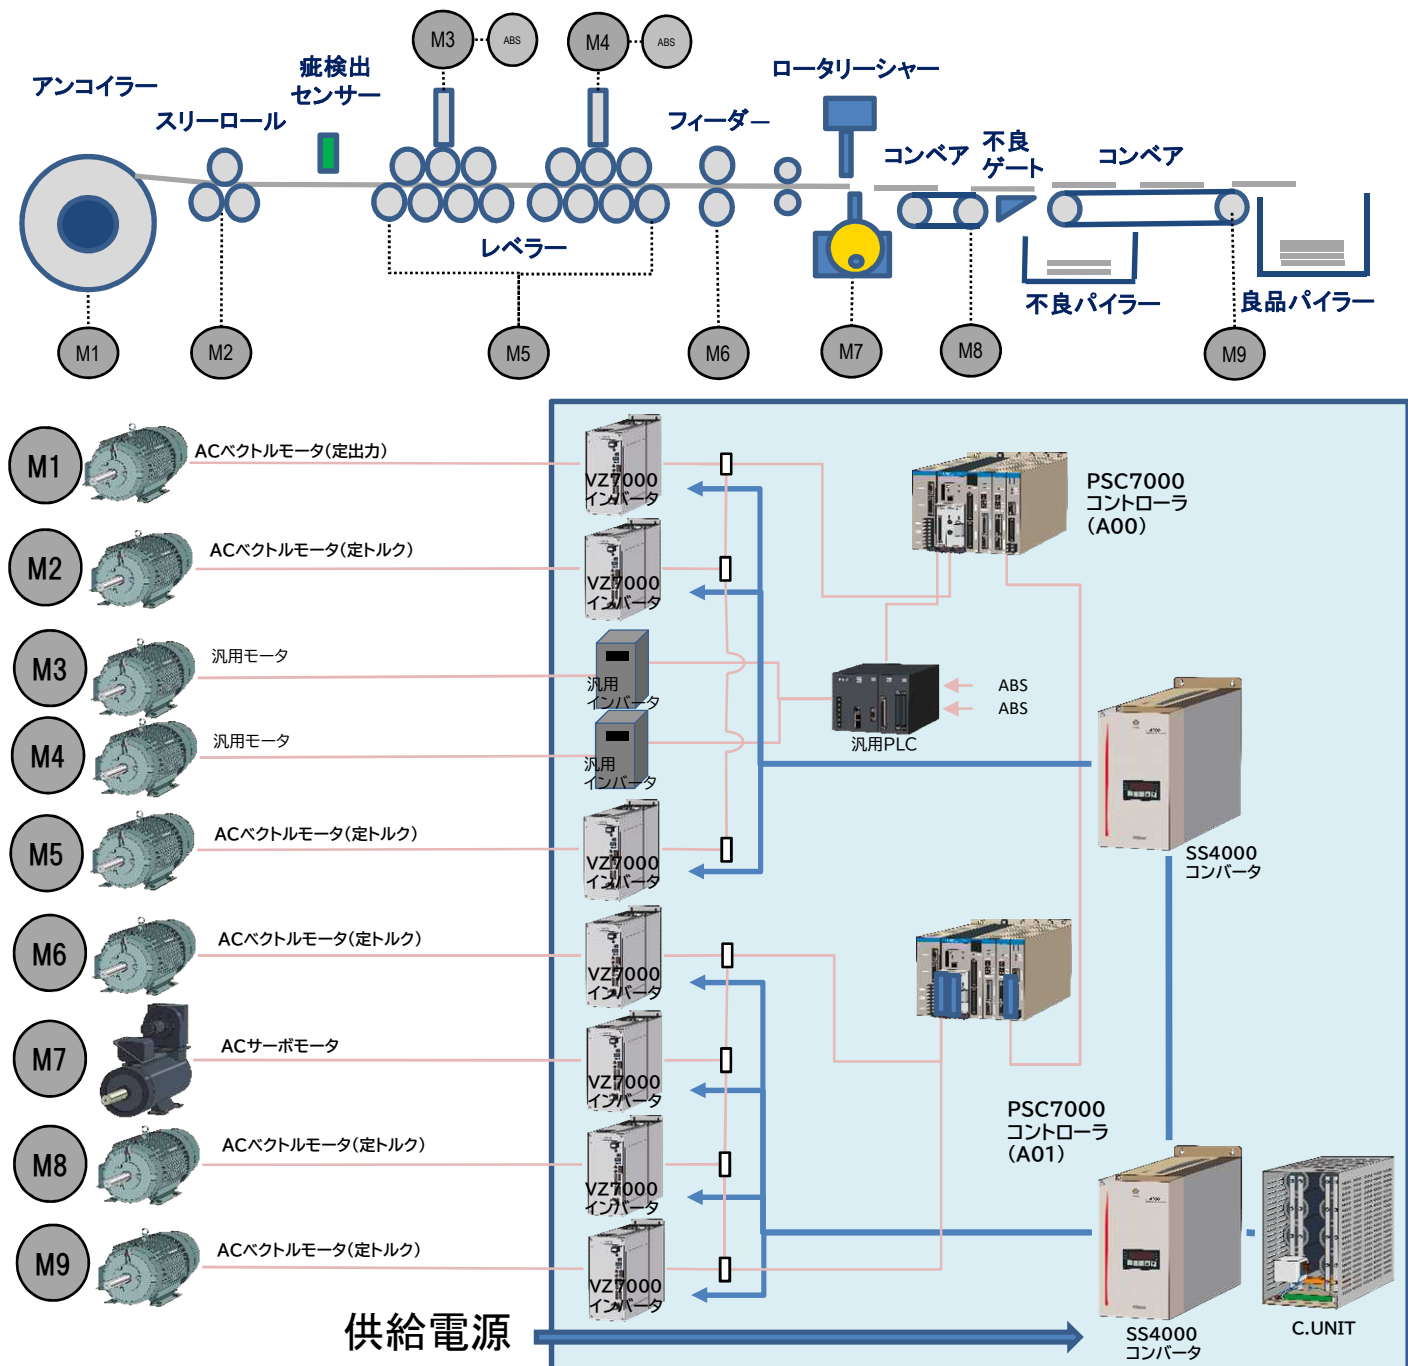 M3
ABS
M4
ABS
アンコイラー
疵検出
センサー
ロータリーシャー
スリーロール
フィーダー
コンベア
不良
ゲート
コンベア
レベラー
不良パイラー
良品パイラー
M1
M2
M5
M6
M7
M8
M9
M1
ACベクトルモータ(定出力)
VZ7000
インバータ
PSC7000
コントローラ
(A00)
M2
ACベクトルモータ(定トルク)
VZ7000
インバータ
M3
汎用モータ
汎用
インバータ
ABS
ABS
汎用PLC
M4
汎用モータ
汎用
インバータ
M5
ACベクトルモータ(定トルク)
VZ7000
インバータ
SS4000
コンバータ
M6
ACベクトルモータ(定トルク)
VZ7000
インバータ
M7
ACサーボモータ
VZ7000
インバータ
PSC7000
コントローラ
(A01)
M8
ACベクトルモータ(定トルク)
VZ7000
インバータ
M9
ACベクトルモータ(定トルク)
VZ7000
インバータ
供給電源
SS4000
コンバータ
C.UNIT